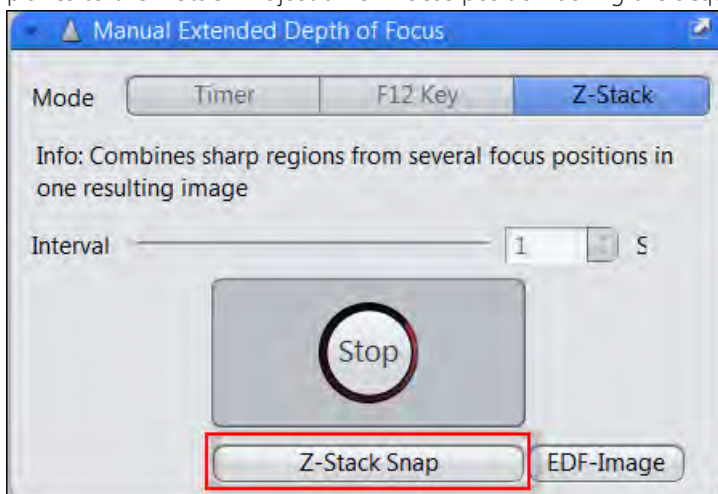 Manual Extended Depth of Focus
Mode Timer F12 Key Z-Stack
Info: Combines sharp regions from several focus positions in
one resulting image
Interval 1 S
Stop
Z-Stack Snap EDF-Image